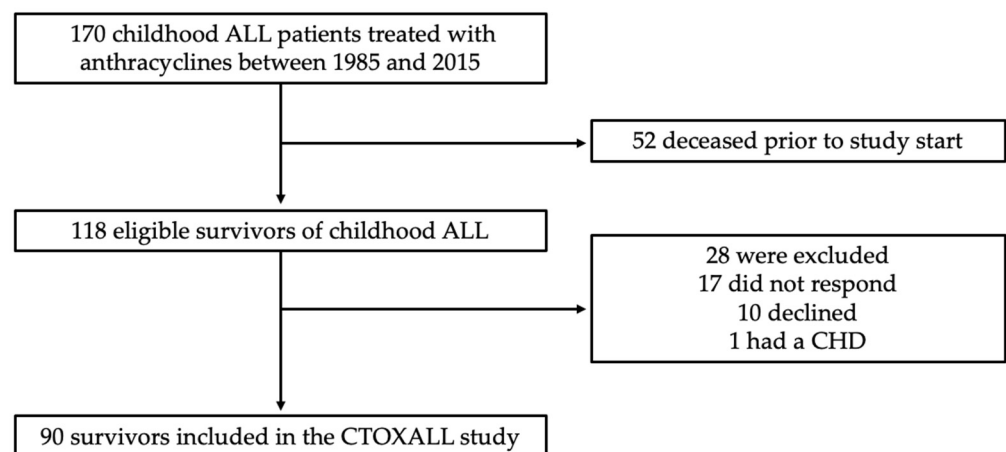 170 childhood ALL patients treated with
anthracyclines between 1985 and 2015
52 deceased prior to study start
118 eligible survivors of childhood ALL
28 were excluded
17 did not respond
10 declined
1 had a CHD
90 survivors included in the CTOXALL study